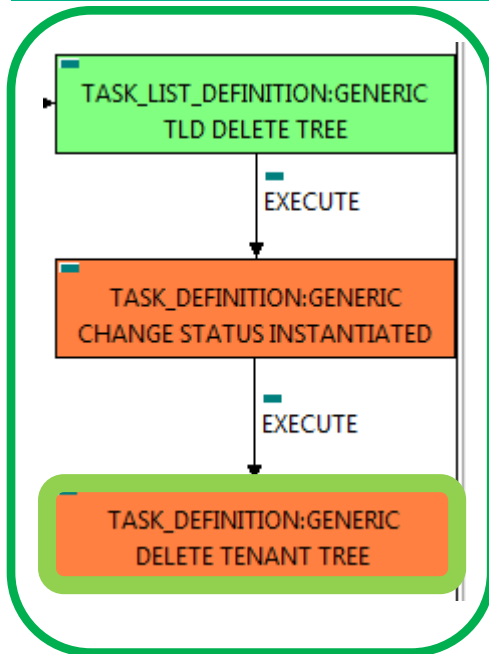 TASK_LIST_DEFINITION:GENERIC
TLD DELETE TREE
EXECUTE
TASK_DEFINITION:GENERIC
CHANGE STATUS INSTANTIATED
EXECUTE
TASK_DEFINITION:GENERIC
DELETE TENANT TREE